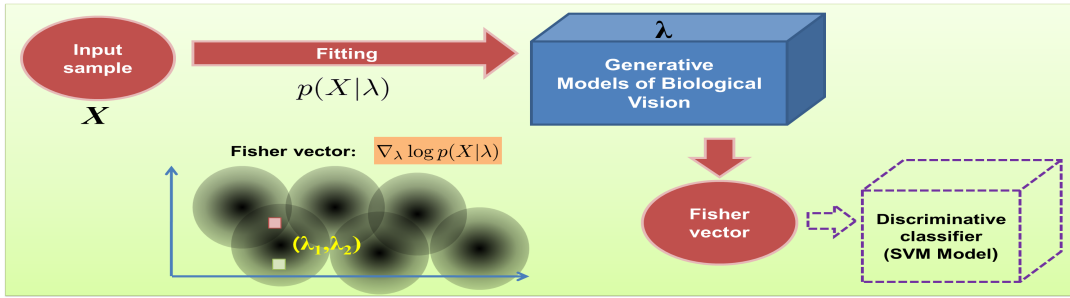 Input
sample
X
Fitting
p(X|λ)
λ
Generative
Models of Biological
Vision
Fisher vector: ∇λ log p(X|λ)
(λ1,λ2)
Fisher
vector
Discriminative
classifier
(SVM Model)